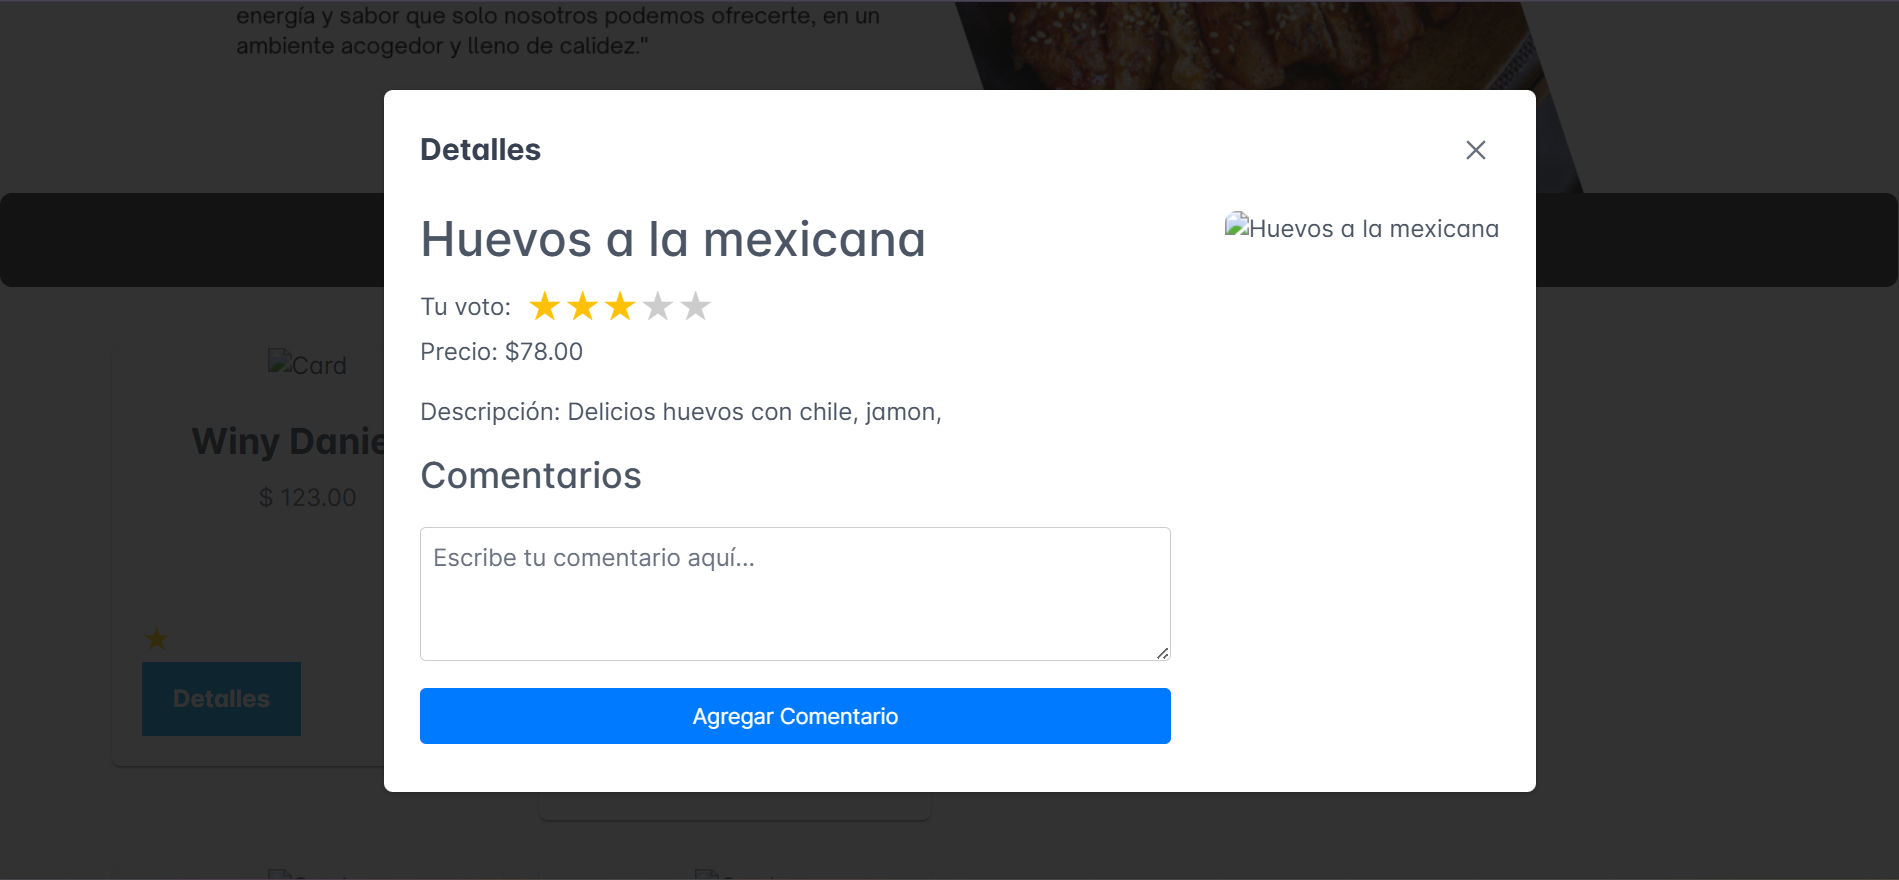 energía y sabor que solo nosotros podemos ofrecerte, en un
ambiente acogedor y lleno de calidez."
Detalles
Huevos a la mexicana
Huevos a la mexicana
Tu voto:
Precio: $78.00
Descripción: Delicios huevos con chile, jamon,
Comentarios
Escribe tu comentario aquí...
Agregar Comentario
Card
Winy Danie
$ 123.00
Detalles